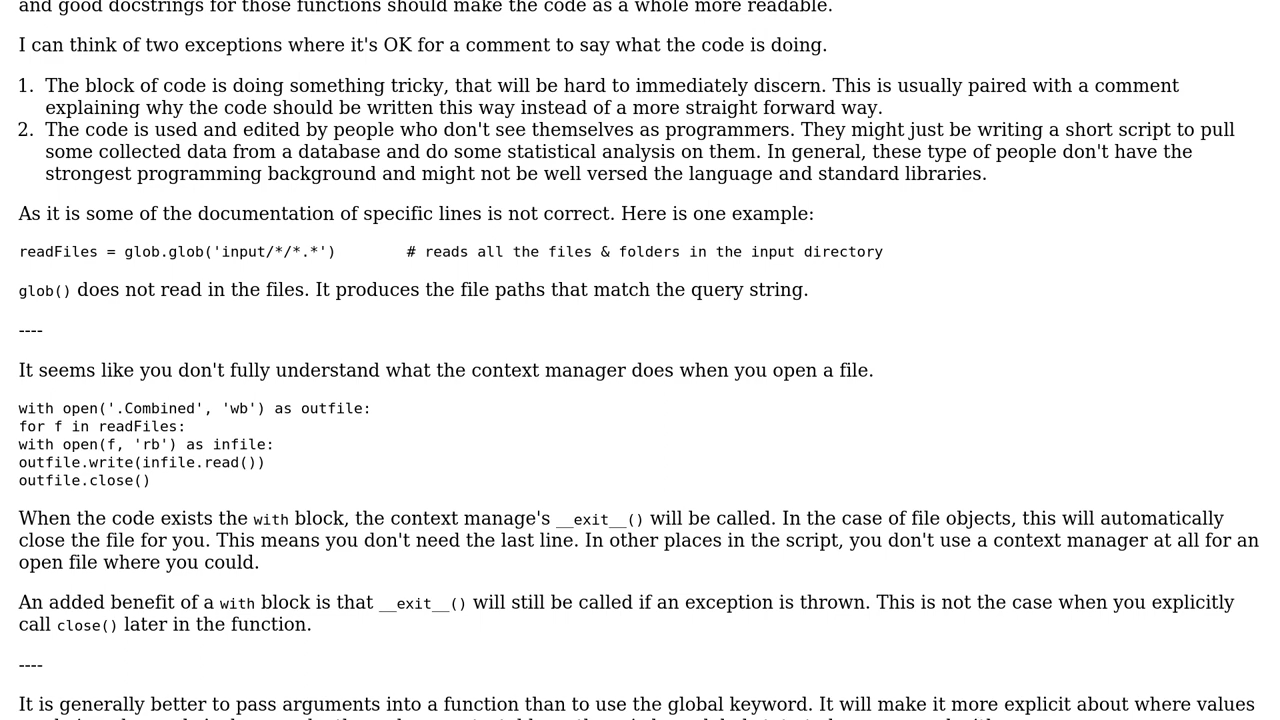 and good docstrings for those functions should make the code as a whole more readable.
I can think of two exceptions where it's OK for a comment to say what the code is doing.
1. The block of code is doing something tricky, that will be hard to immediately discern. This is usually paired with a comment
explaining why the code should be written this way instead of a more straight forward way.
2. The code is used and edited by people who don't see themselves as programmers. They might just be writing a short script to pull
some collected data from a database and do some statistical analysis on them. In general, these type of people don't have the
strongest programming background and might not be well versed the language and standard libraries.
As it is some of the documentation of specific lines is not correct. Here is one example:
readFiles = glob.glob('input/*/*.*')        # reads all the files & folders in the input directory
glob() does not read in the files. It produces the file paths that match the query string.
----
It seems like you don't fully understand what the context manager does when you open a file.
with open('.Combined', 'wb') as outfile:
for f in readFiles:
with open(f, 'rb') as infile:
outfile.write(infile.read())
outfile.close()
When the code exists the with block, the context manage's __exit__() will be called. In the case of file objects, this will automatically
close the file for you. This means you don't need the last line. In other places in the script, you don't use a context manager at all for an
open file where you could.
An added benefit of a with block is that __exit__() will still be called if an exception is thrown. This is not the case when you explicitly
call close() later in the function.
----
It is generally better to pass arguments into a function than to use the global keyword. It will make it more explicit about where values